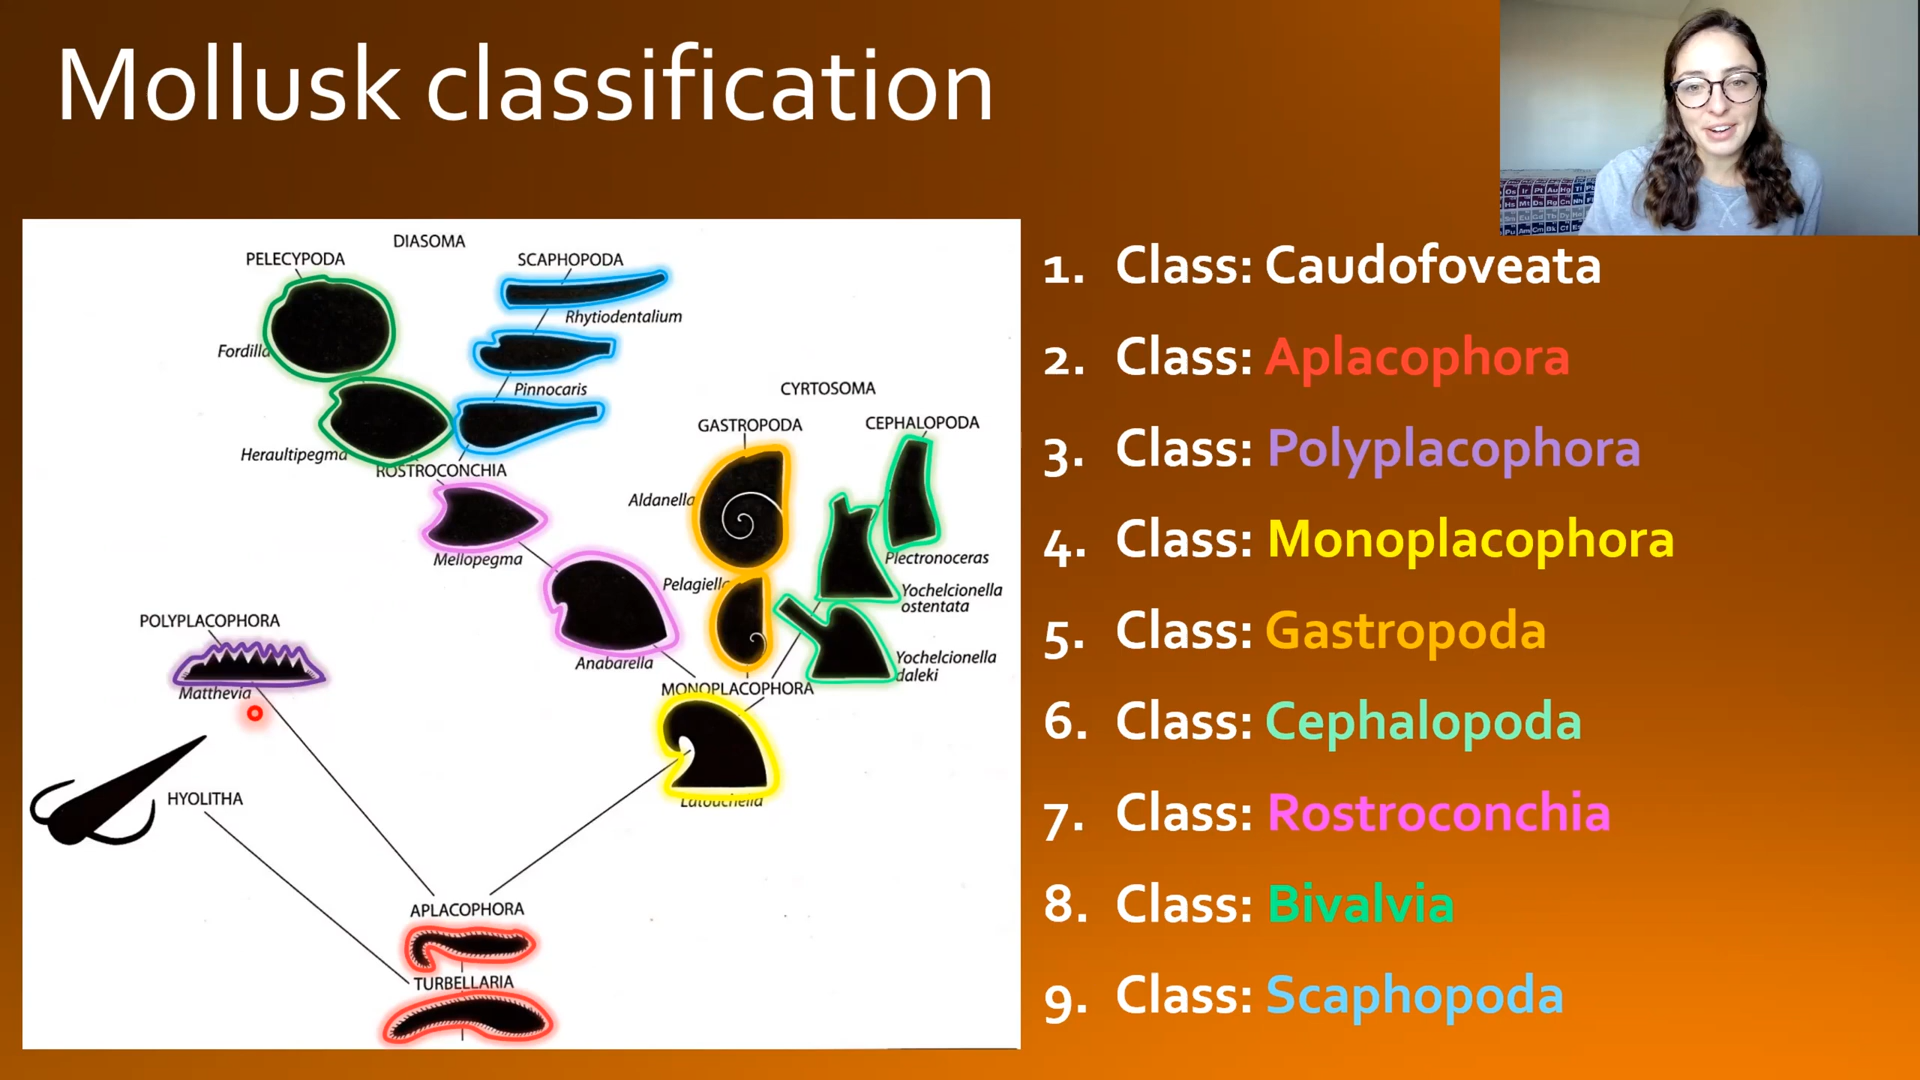 Mollusk classification
DIASOMA
PELECYPODA
SCAPHOPODA
Rhytiodentalium
Fordilla
Pinnocaris
CYRTOSOMA
GASTROPODA
CEPHALOPODA
Heraultipegma
ROSTROCONCHIA
Aldanella
Mellopegma
Plectronoceras
Pelagiella
Yochelcionella
ostentata
POLYPLACOPHORA
Anabarella
Yochelcionella
daleki
Matthevia
MONOPLACOPHORA
HYOLITHA
Latouchella
APLACOPHORA
TURBELLARIA
1. Class: Caudofoveata
2. Class: Aplacophora
3. Class: Polyplacophora
4. Class: Monoplacophora
5. Class: Gastropoda
6. Class: Cephalopoda
7. Class: Rostroconchia
8. Class: Bivalvia
9. Class: Scaphopoda